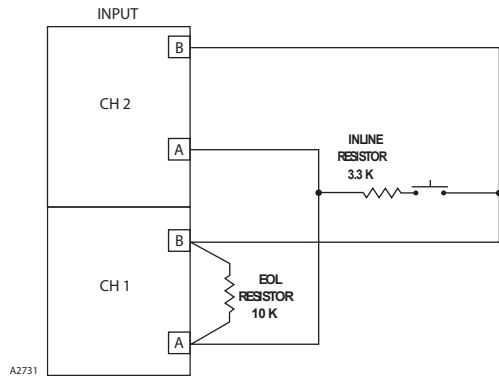 INPUT
B
CH 2
A
INLINE
RESISTOR
3.3 K
B
CH 1
EOL
RESISTOR
10 K
A
A2731